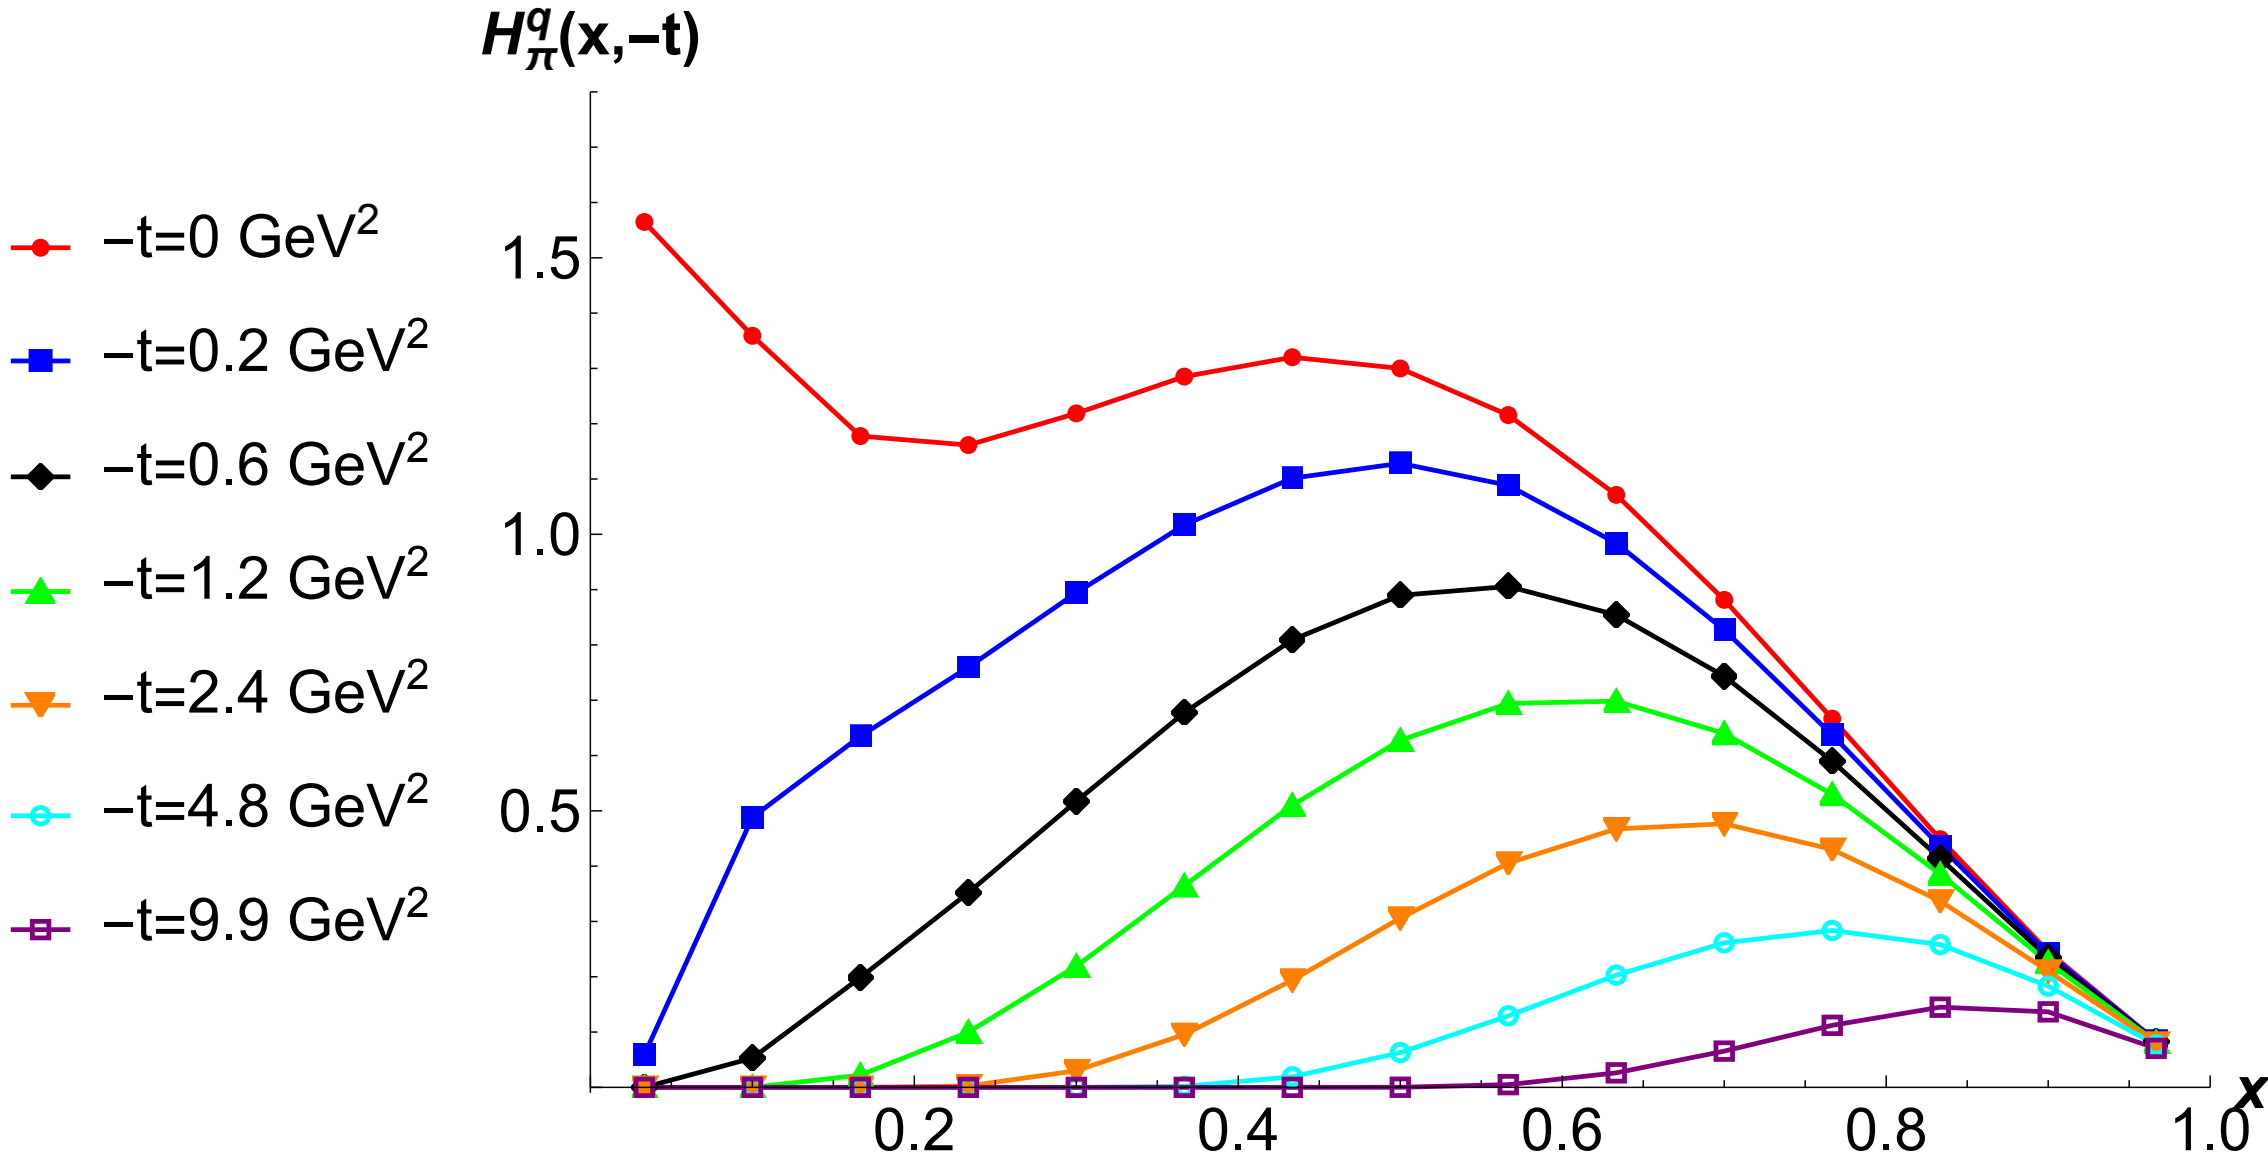 H^q_π(x,−t)
−t=0 GeV²
−t=0.2 GeV²
−t=0.6 GeV²
−t=1.2 GeV²
−t=2.4 GeV²
−t=4.8 GeV²
−t=9.9 GeV²
1.5
1.0
0.5
0.2 0.4 0.6 0.8 1.0
x